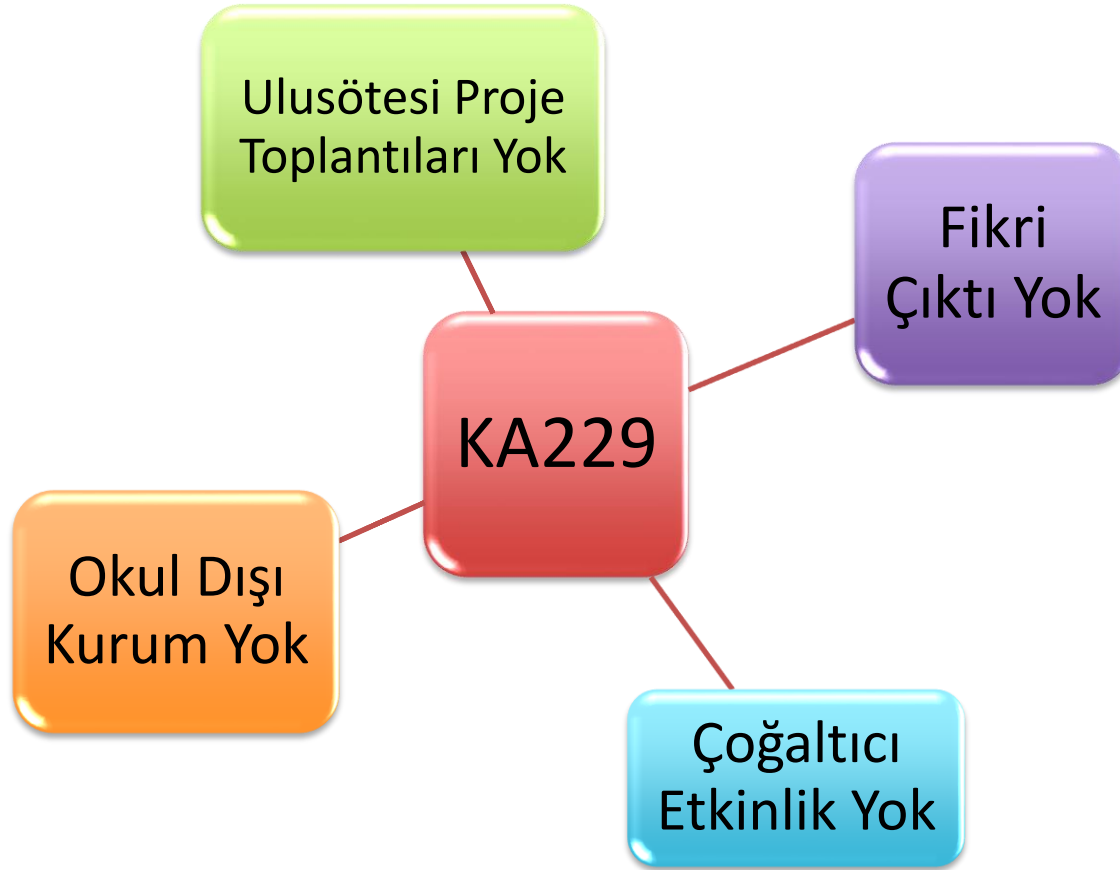 Ulusötesi Proje
Toplantıları Yok
Fikri
Çıktı Yok
KA229
Okul Dışı
Kurum Yok
Çoğaltıcı
Etkinlik Yok